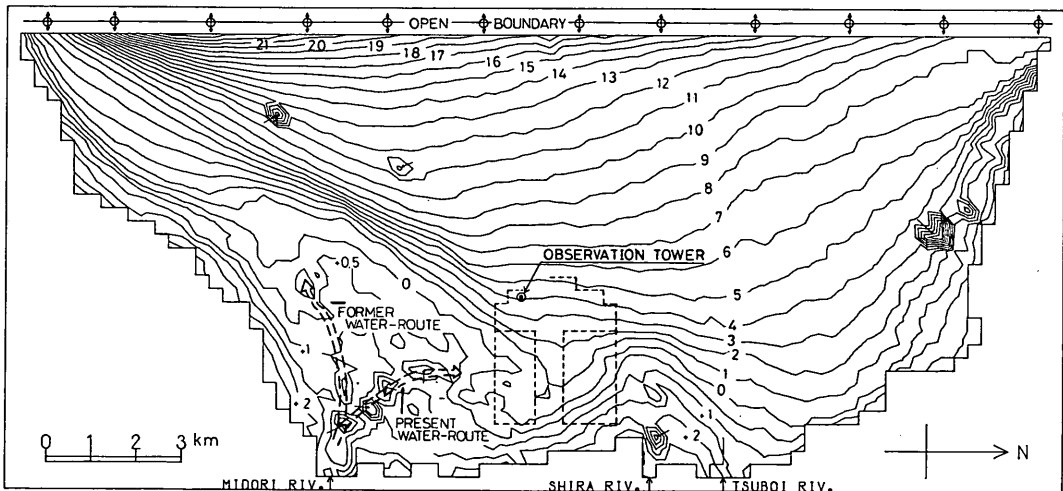 OPEN BOUNDARY
21 20 19 18 17 16 15 14 13 12 11 10 9 8 7 6 5 4 3 2 1 0
OBSERVATION TOWER
+0.5
0
FORMER
WATER-ROUTE
+1
+2
PRESENT
WATER-ROUTE
+1
+2
0 1 2 3 km
N
MIDORI RIV.
SHIRA RIV.
TSUBOI RIV.